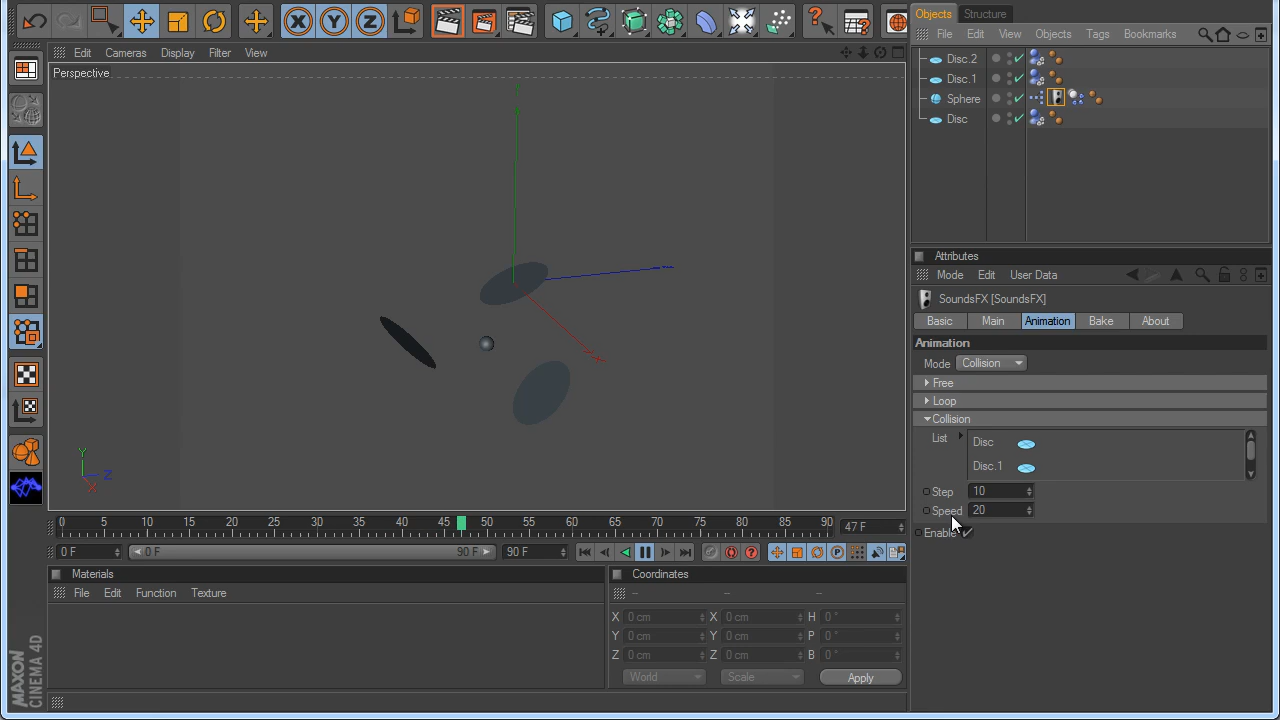 Objects Structure
File Edit View Objects Tags Bookmarks
Edit Cameras Display Filter View
Perspective
Disc.2
Disc.1
Sphere
Disc
Attributes
Mode Edit User Data
SoundsFX [SoundsFX]
Basic Main Animation Bake About
Animation
Mode Collision
Free
Loop
Collision
List Disc
Disc.1
Step 10
Speed 20
Enable
Y
Z
X
0 5 10 15 20 25 30 35 40 45 50 55 60 65 70 75 80 85 90 47 F
0 F 0 F 90 F 90 F
Materials
File Edit Function Texture
Coordinates
X 0 cm X 0 cm H 0 °
Y 0 cm Y 0 cm P 0 °
Z 0 cm Z 0 cm B 0 °
World Scale Apply
MAXON
CINEMA 4D